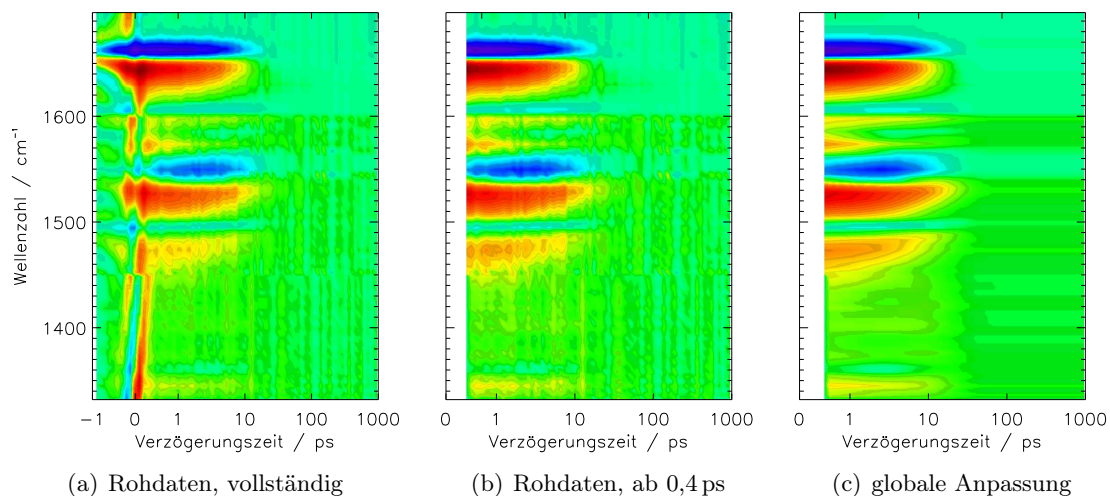 1600
1500
1400
Wellenzahl / cm⁻¹
−1 0 1 10 100 1000
0 1 10 100 1000
0 1 10 100 1000
Verzögerungszeit / ps
Verzögerungszeit / ps
Verzögerungszeit / ps
(a) Rohdaten, vollständig
(b) Rohdaten, ab 0,4 ps
(c) globale Anpassung